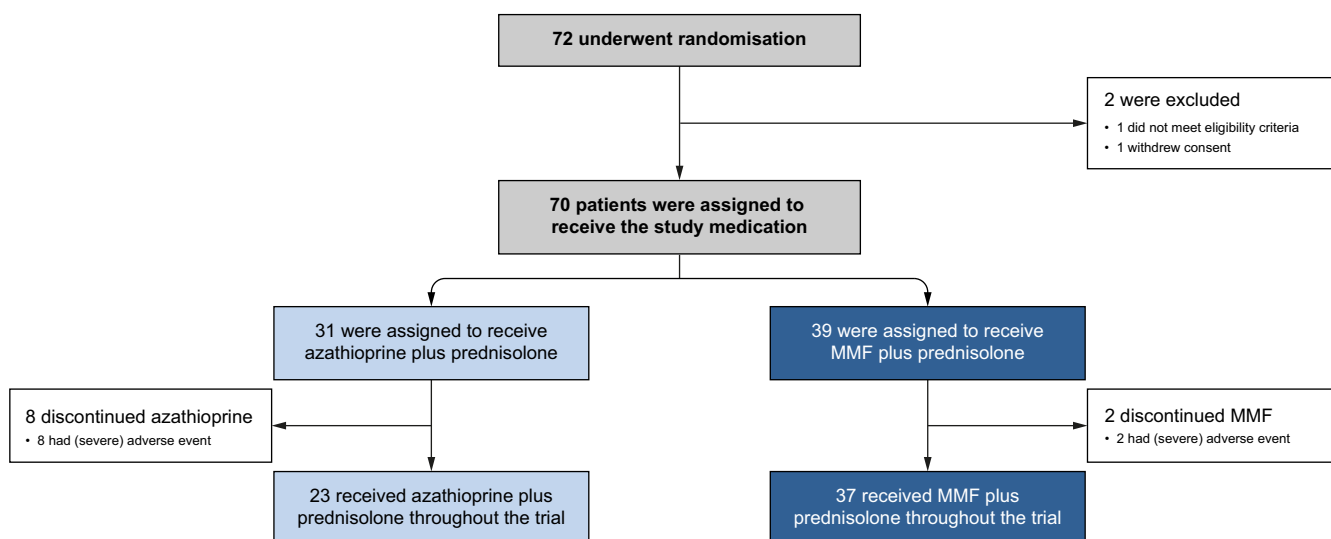 72 underwent randomisation
2 were excluded
• 1 did not meet eligibility criteria
• 1 withdrew consent
70 patients were assigned to
receive the study medication
31 were assigned to receive
azathioprine plus prednisolone
39 were assigned to receive
MMF plus prednisolone
8 discontinued azathioprine
• 8 had (severe) adverse event
2 discontinued MMF
• 2 had (severe) adverse event
23 received azathioprine plus
prednisolone throughout the trial
37 received MMF plus
prednisolone throughout the trial